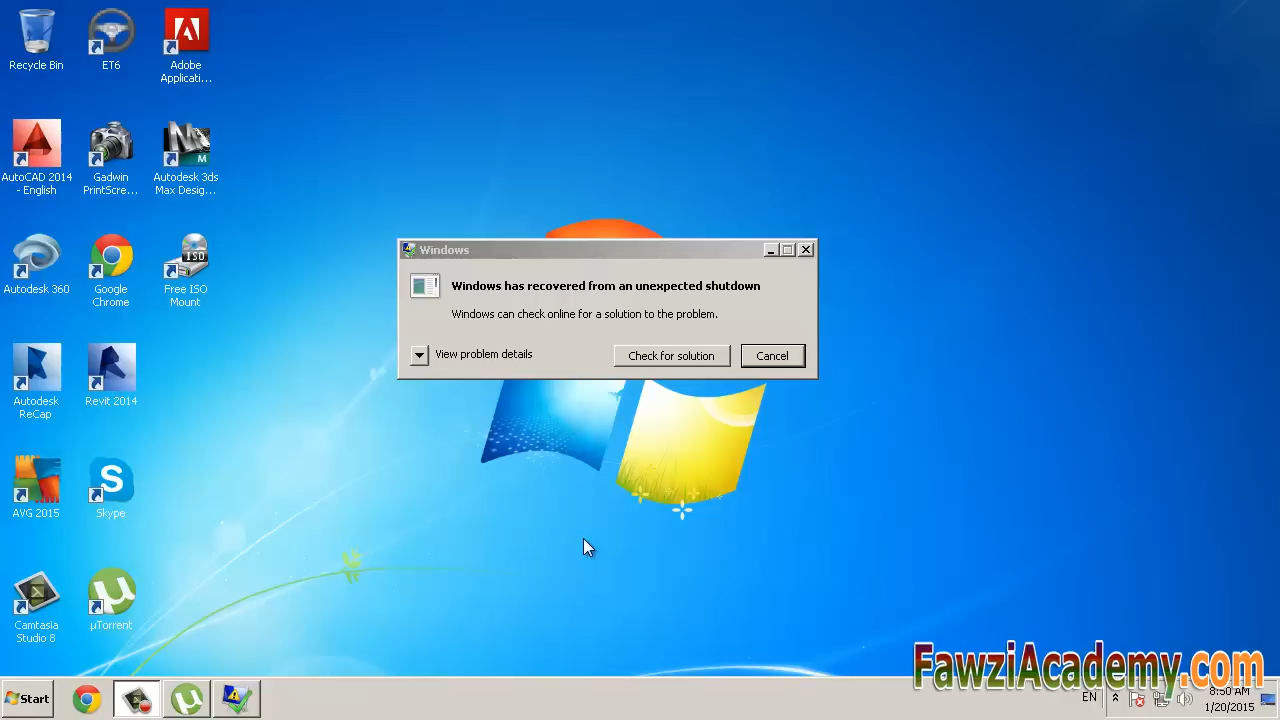 Recycle Bin
ET6
Adobe
Applicati...
AutoCAD 2014
- English
Gadwin
PrintScre...
Autodesk 3ds
Max Desig...
ISO
Autodesk 360
Google
Chrome
Free ISO
Mount
Autodesk
ReCap
Revit 2014
AVG 2015
Skype
Camtasia
Studio 8
µTorrent
Windows
Windows has recovered from an unexpected shutdown
Windows can check online for a solution to the problem.
View problem details
Check for solution
Cancel
FawziAcademy.com
Start
EN
8:50 AM
1/20/2015